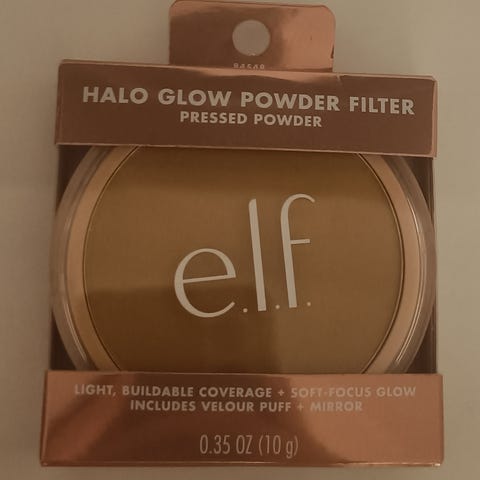 84548
HALO GLOW POWDER FILTER
PRESSED POWDER
e.l.f.
LIGHT, BUILDABLE COVERAGE + SOFT-FOCUS GLOW
INCLUDES VELOUR PUFF + MIRROR
0.35 OZ (10 g)